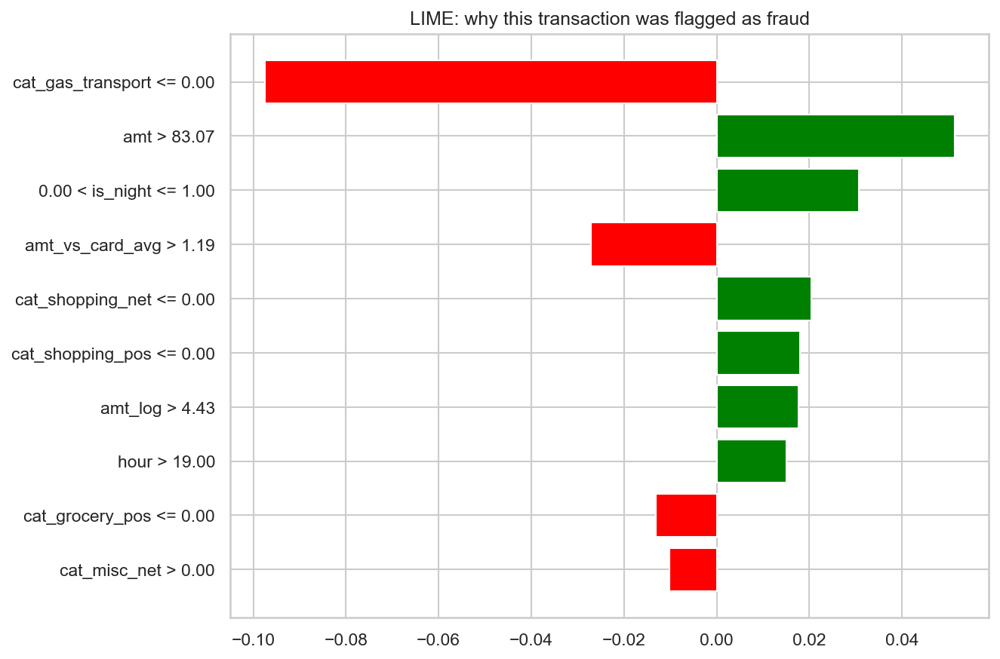 LIME: why this transaction was flagged as fraud
cat_gas_transport <= 0.00
amt > 83.07
0.00 < is_night <= 1.00
amt_vs_card_avg > 1.19
cat_shopping_net <= 0.00
cat_shopping_pos <= 0.00
amt_log > 4.43
hour > 19.00
cat_grocery_pos <= 0.00
cat_misc_net > 0.00
−0.10 −0.08 −0.06 −0.04 −0.02 0.00 0.02 0.04